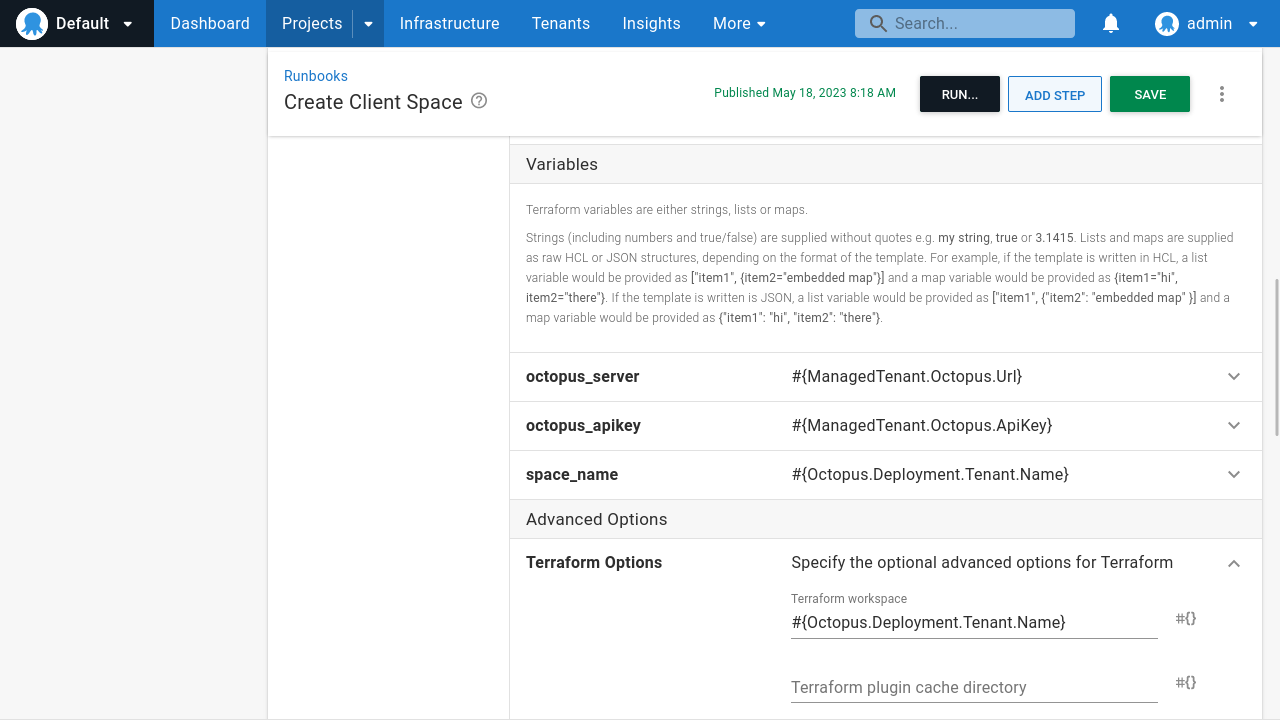 Default
Dashboard
Projects
Infrastructure
Tenants
Insights
More
Search...
admin
Runbooks
Create Client Space
Published May 18, 2023 8:18 AM
RUN...
ADD STEP
SAVE
Variables
Terraform variables are either strings, lists or maps.
Strings (including numbers and true/false) are supplied without quotes e.g. my string, true or 3.1415. Lists and maps are supplied
as raw HCL or JSON structures, depending on the format of the template. For example, if the template is written in HCL, a list
variable would be provided as ["item1", {item2="embedded map"}] and a map variable would be provided as {item1="hi",
item2="there"}. If the template is written is JSON, a list variable would be provided as ["item1", {"item2": "embedded map" }] and a
map variable would be provided as {"item1": "hi", "item2": "there"}.
octopus_server #{ManagedTenant.Octopus.Url}
octopus_apikey #{ManagedTenant.Octopus.ApiKey}
space_name #{Octopus.Deployment.Tenant.Name}
Advanced Options
Terraform Options Specify the optional advanced options for Terraform
Terraform workspace
#{Octopus.Deployment.Tenant.Name} #{}
Terraform plugin cache directory #{}